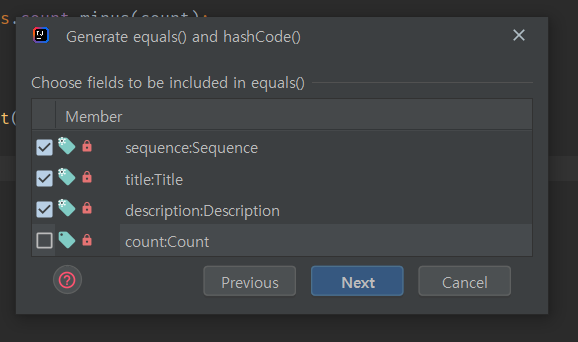 s.count.minus(count);
Generate equals() and hashCode()
Choose fields to be included in equals()
t(
Member
sequence:Sequence
title:Title
description:Description
count:Count
Previous
Next
Cancel